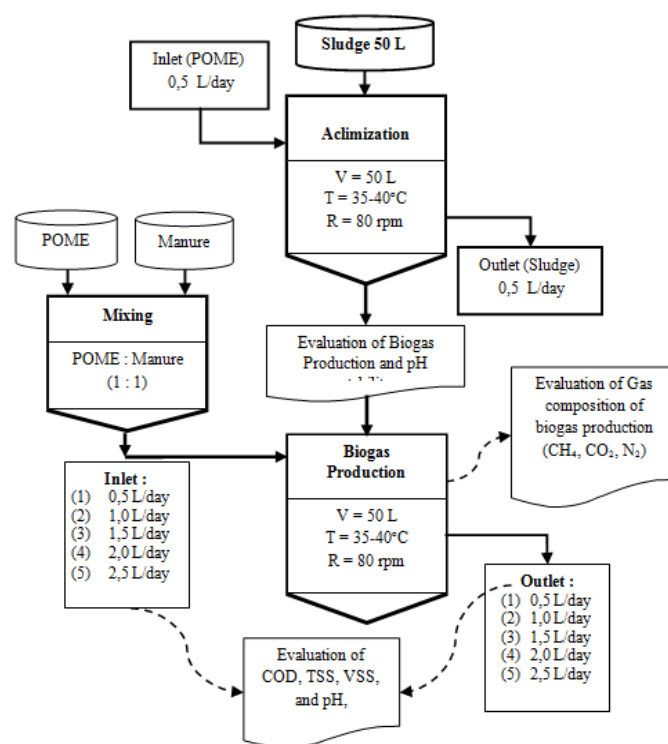 Sludge 50 L
Inlet (POME)
0,5 L/day
Aclimization
V = 50 L
T = 35-40°C
R = 80 rpm
Outlet (Sludge)
0,5 L/day
POME
Manure
Mixing
POME : Manure
(1 : 1)
Evaluation of Biogas
Production and pH
Evaluation of Gas
composition of
biogas production
(CH₄, CO₂, N₂)
Biogas
Production
V = 50 L
T = 35-40°C
R = 80 rpm
Inlet :
(1) 0,5 L/day
(2) 1,0 L/day
(3) 1,5 L/day
(4) 2,0 L/day
(5) 2,5 L/day
Outlet :
(1) 0,5 L/day
(2) 1,0 L/day
(3) 1,5 L/day
(4) 2,0 L/day
(5) 2,5 L/day
Evaluation of
COD, TSS, VSS,
and pH,